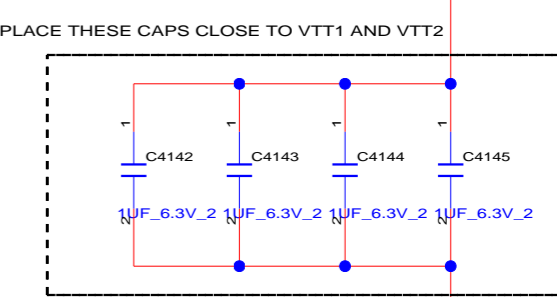 PLACE THESE CAPS CLOSE TO VTT1 AND VTT2
1 1 1 1
C4142 C4143 C4144 C4145
1UF_6.3V_2 1UF_6.3V_2 1UF_6.3V_2 1UF_6.3V_2
2 2 2 2